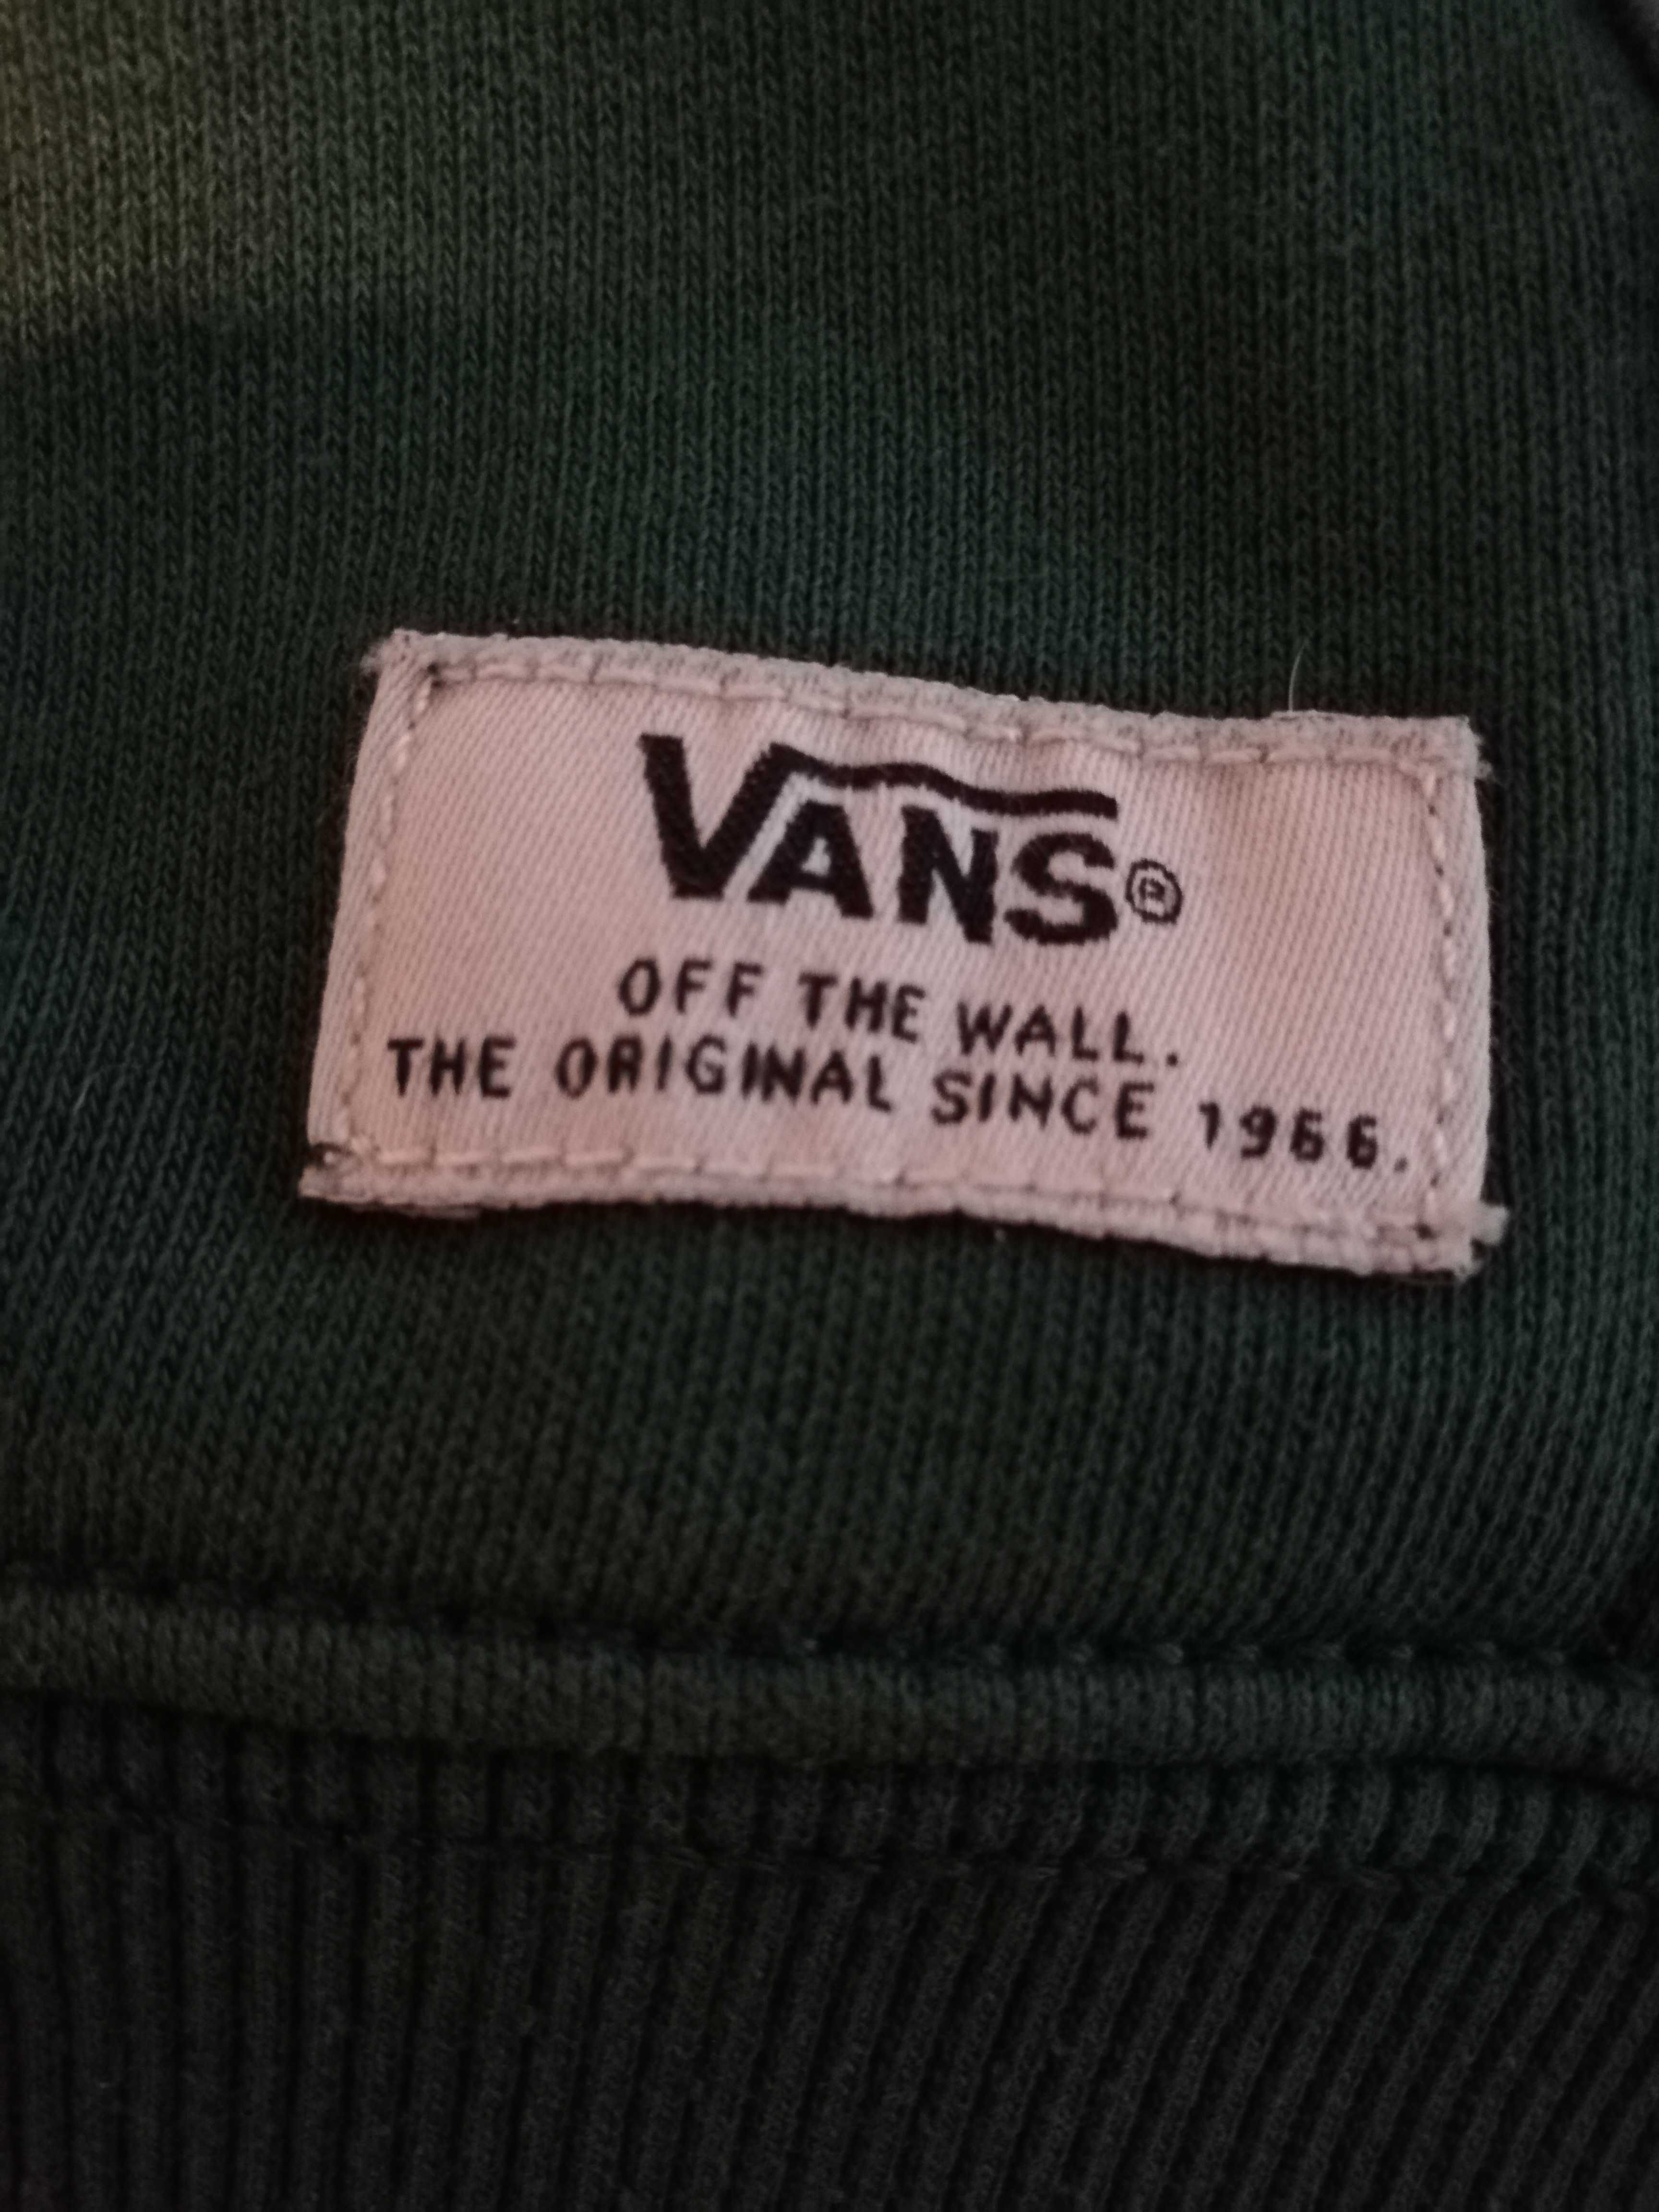 VANS®
OFF THE WALL.
THE ORIGINAL SINCE 1966.